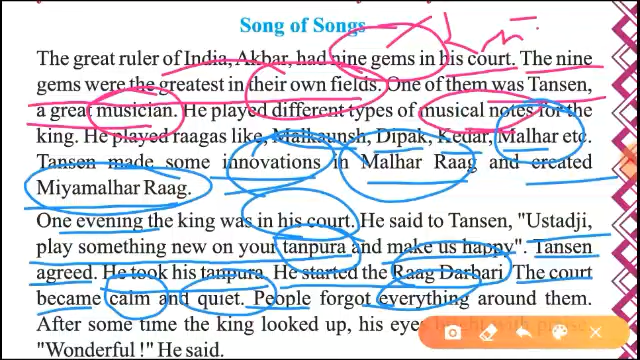 Song of Songs
The great ruler of India, Akbar, had nine gems in his court. The nine
gems were the greatest in their own fields. One of them was Tansen,
a great musician. He played different types of musical notes for the
king. He played raagas like, Malkaunsh, Dipak, Kedar, Malhar etc.
Tansen made some innovations in Malhar Raag and created
Miyamalhar Raag.
One evening the king was in his court. He said to Tansen, "Ustadji,
play something new on your tanpura and make us happy". Tansen
agreed. He took his tanpura. He started the Raag Darbari. The court
became calm and quiet. People forgot everything around them.
After some time the king looked up, his eyes
"Wonderful !" He said.